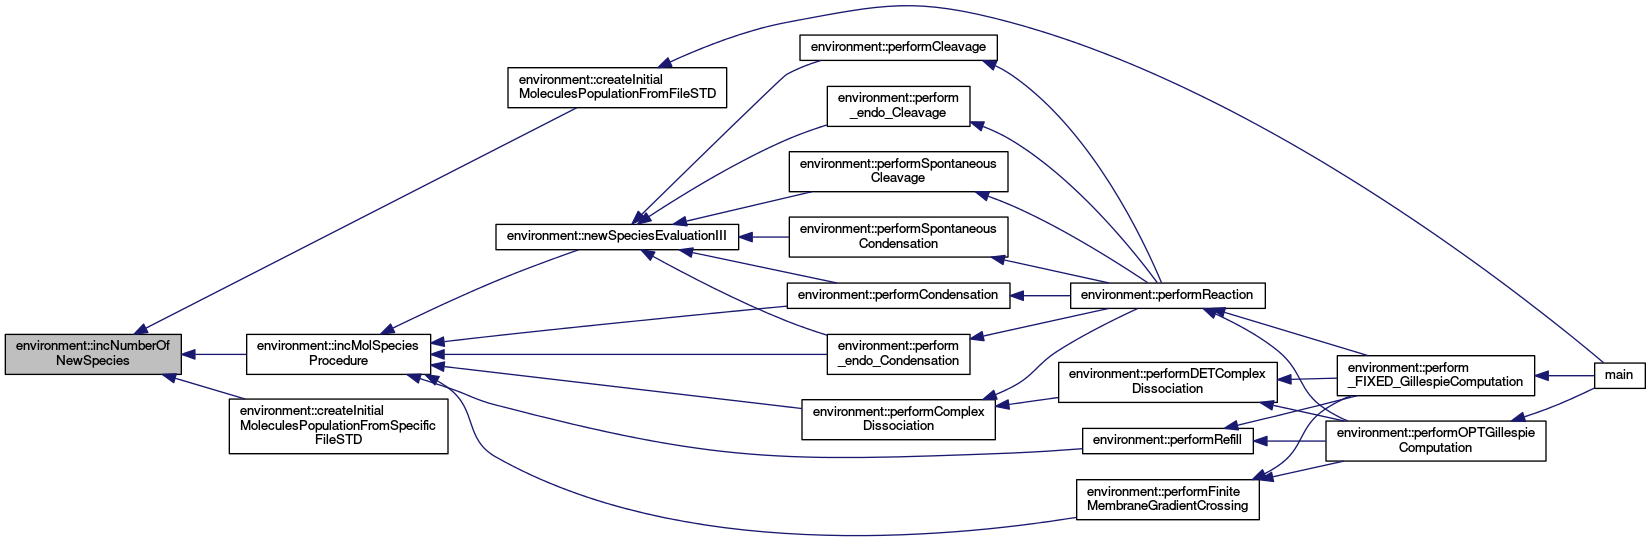 environment::incNumberOf
NewSpecies
environment::createInitial
MoleculesPopulationFromFileSTD
environment::incMolSpecies
Procedure
environment::createInitial
MoleculesPopulationFromSpecific
FileSTD
environment::newSpeciesEvaluationIII
environment::performCleavage
environment::perform
_endo_Cleavage
environment::performSpontaneous
Cleavage
environment::performSpontaneous
Condensation
environment::performCondensation
environment::perform
_endo_Condensation
environment::performComplex
Dissociation
environment::performReaction
environment::performDETComplex
Dissociation
environment::performRefill
environment::performFinite
MembraneGradientCrossing
environment::perform
_FIXED_GillespieComputation
environment::performOPTGillespie
Computation
main